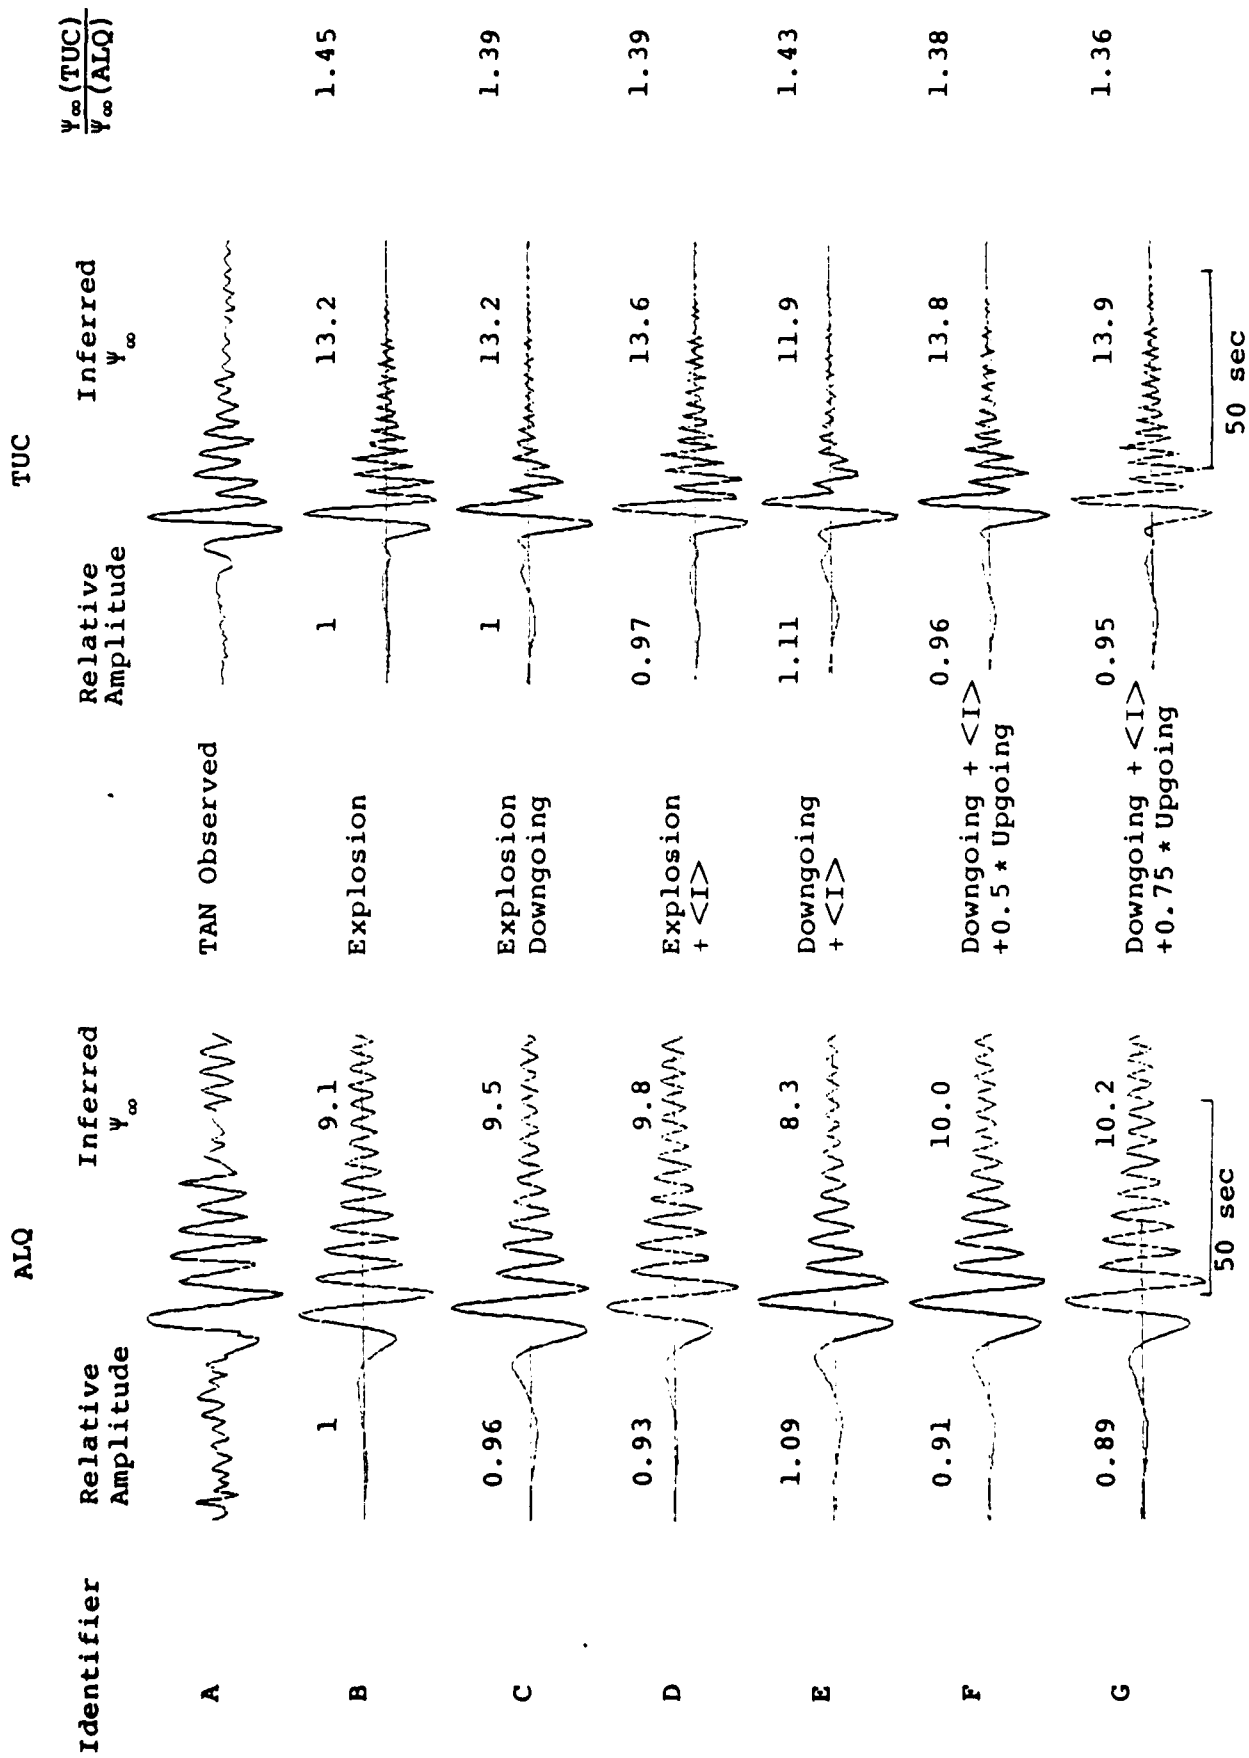 ALQ TUC
Identifier Relative Amplitude Inferred Ψ∞ Relative Amplitude Inferred Ψ∞ Ψ∞(TUC) / Ψ∞(ALQ)
A TAN Observed
B 1 9.1 Explosion 1 13.2 1.45
C 0.96 9.5 Explosion Downgoing 1 13.2 1.39
D 0.93 9.8 Explosion + <I> 0.97 13.6 1.39
E 1.09 8.3 Downgoing + <I> 1.11 11.9 1.43
F 0.91 10.0 Downgoing + <I> +0.5 * Upgoing 0.96 13.8 1.38
G 0.89 10.2 Downgoing + <I> +0.75 * Upgoing 0.95 13.9 1.36
50 sec 50 sec